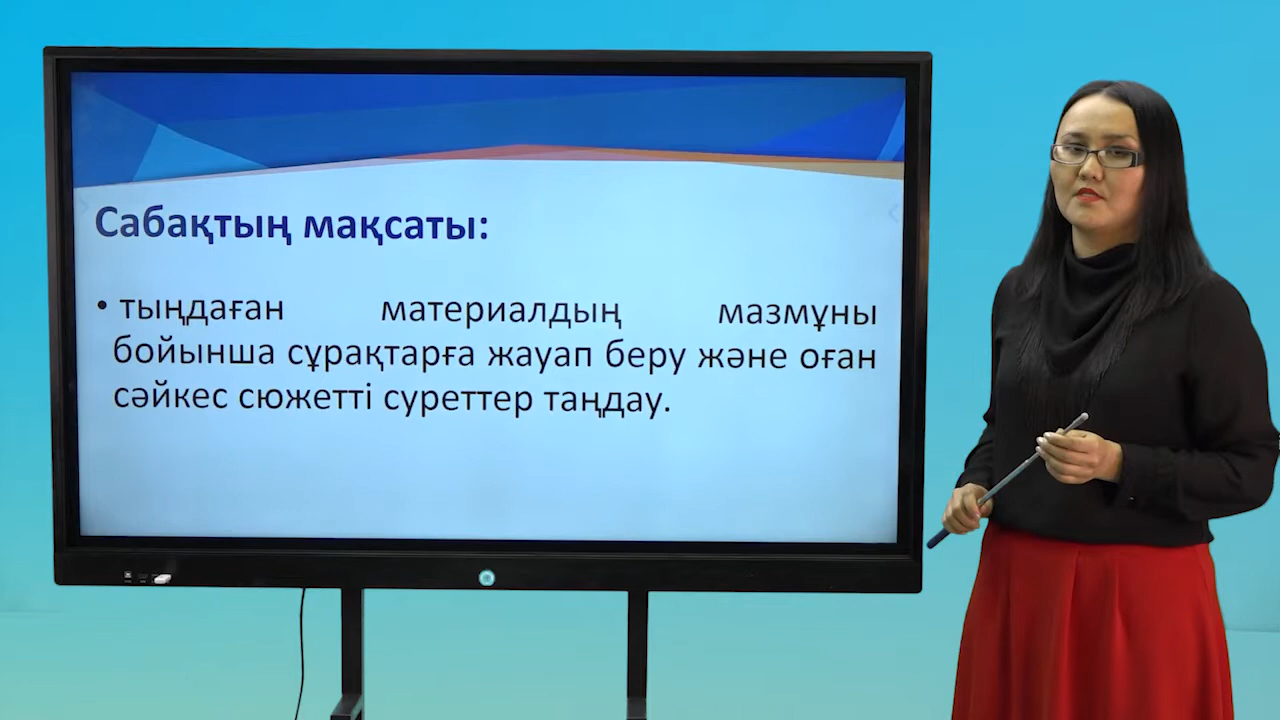 Сабақтың мақсаты:
• тыңдаған материалдың мазмұны
бойынша сұрақтарға жауап беру және оған
сәйкес сюжетті суреттер таңдау.